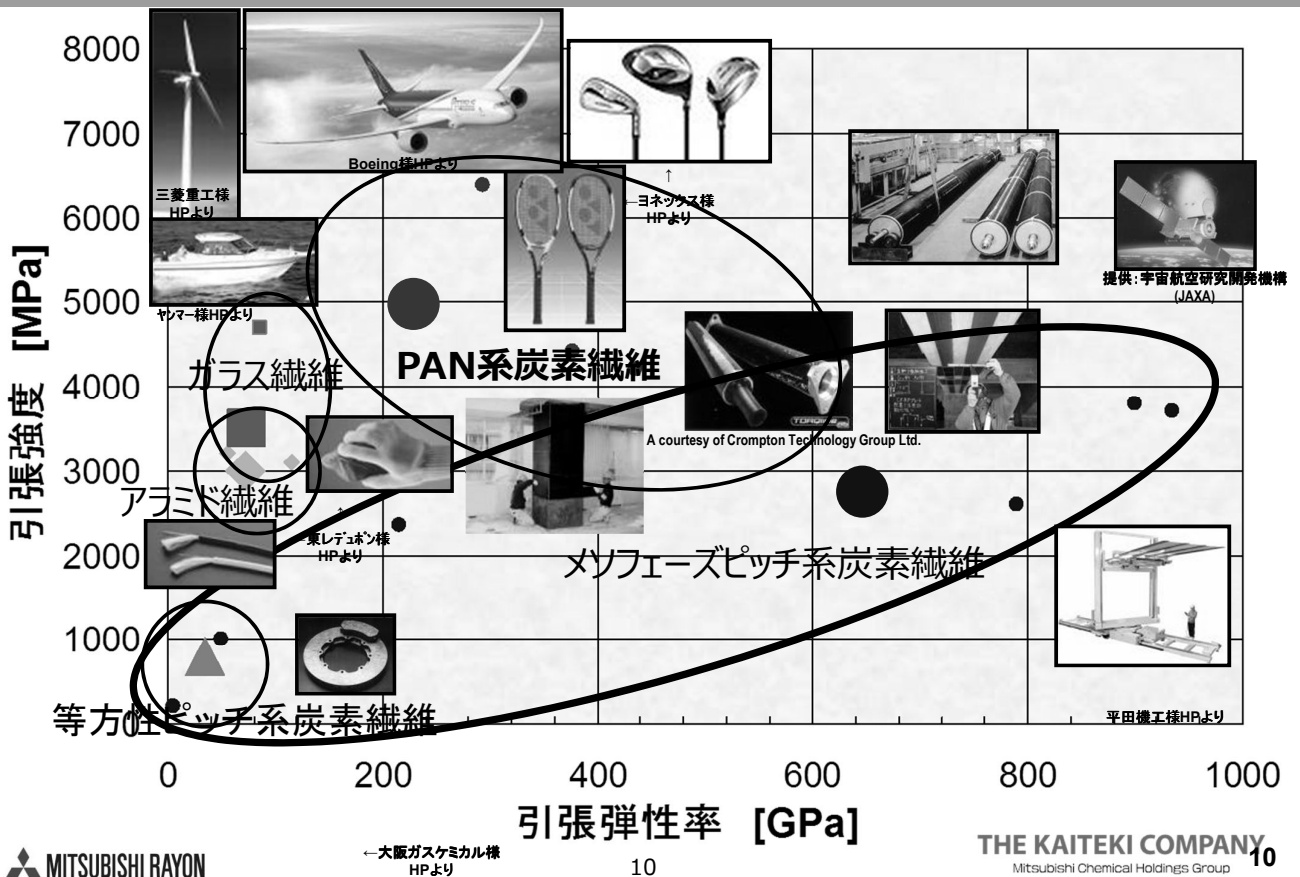 8000
7000
6000
5000
4000
3000
2000
1000
0
引張強度 [MPa]
三菱重工様
HPより
Boeing様HPより
↑
←ヨネックス様
HPより
提供：宇宙航空研究開発機構
(JAXA)
ヤンマー様HPより
ガラス繊維
PAN系炭素繊維
TORQLINE
A courtesy of Crompton Technology Group Ltd.
アラミド繊維
↑
←東レデュポン様
HPより
メソフェーズピッチ系炭素繊維
等方性ピッチ系炭素繊維
平田機工様HPより
0 200 400 600 800 1000
引張弾性率 [GPa]
MITSUBISHI RAYON
←大阪ガスケミカル様
HPより
10
THE KAITEKI COMPANY
Mitsubishi Chemical Holdings Group
10